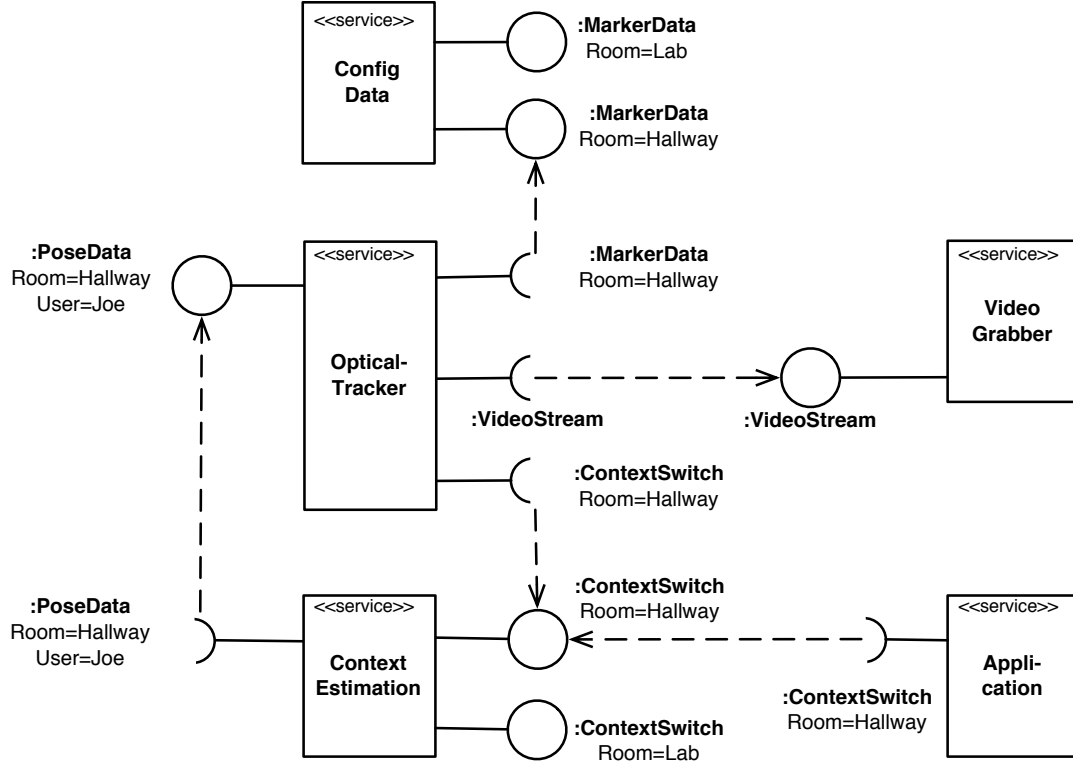 <<service>>
Config
Data
:MarkerData
Room=Lab
:MarkerData
Room=Hallway
:PoseData
Room=Hallway
User=Joe
<<service>>
Optical-
Tracker
:MarkerData
Room=Hallway
:VideoStream
:VideoStream
<<service>>
Video
Grabber
:ContextSwitch
Room=Hallway
:PoseData
Room=Hallway
User=Joe
<<service>>
Context
Estimation
:ContextSwitch
Room=Hallway
:ContextSwitch
Room=Lab
:ContextSwitch
Room=Hallway
<<service>>
Appli-
cation